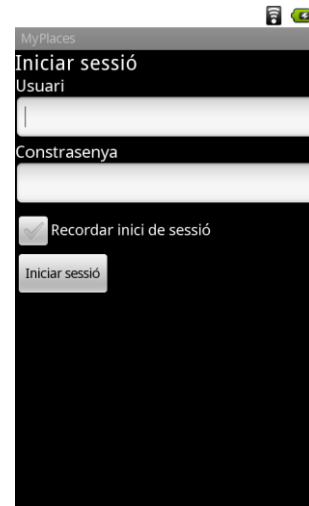 MyPlaces
Iniciar sessió
Usuari
Constrasenya
Recordar inici de sessió
Iniciar sessió